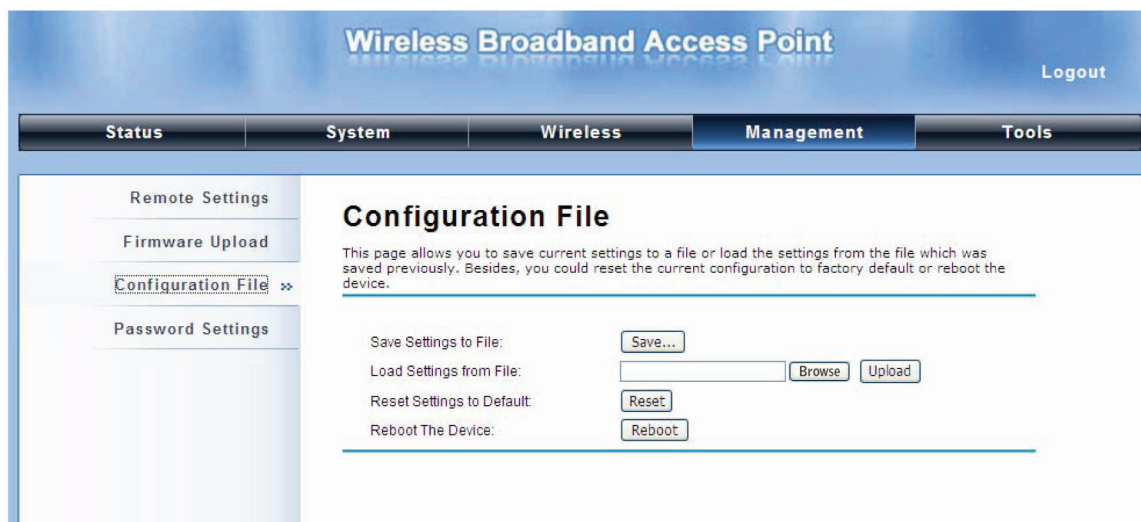 Wireless Broadband Access Point
Logout
Status System Wireless Management Tools
Remote Settings
Firmware Upload
Configuration File »
Password Settings
Configuration File
This page allows you to save current settings to a file or load the settings from the file which was
saved previously. Besides, you could reset the current configuration to factory default or reboot the
device.
Save Settings to File: Save...
Load Settings from File: Browse Upload
Reset Settings to Default: Reset
Reboot The Device: Reboot